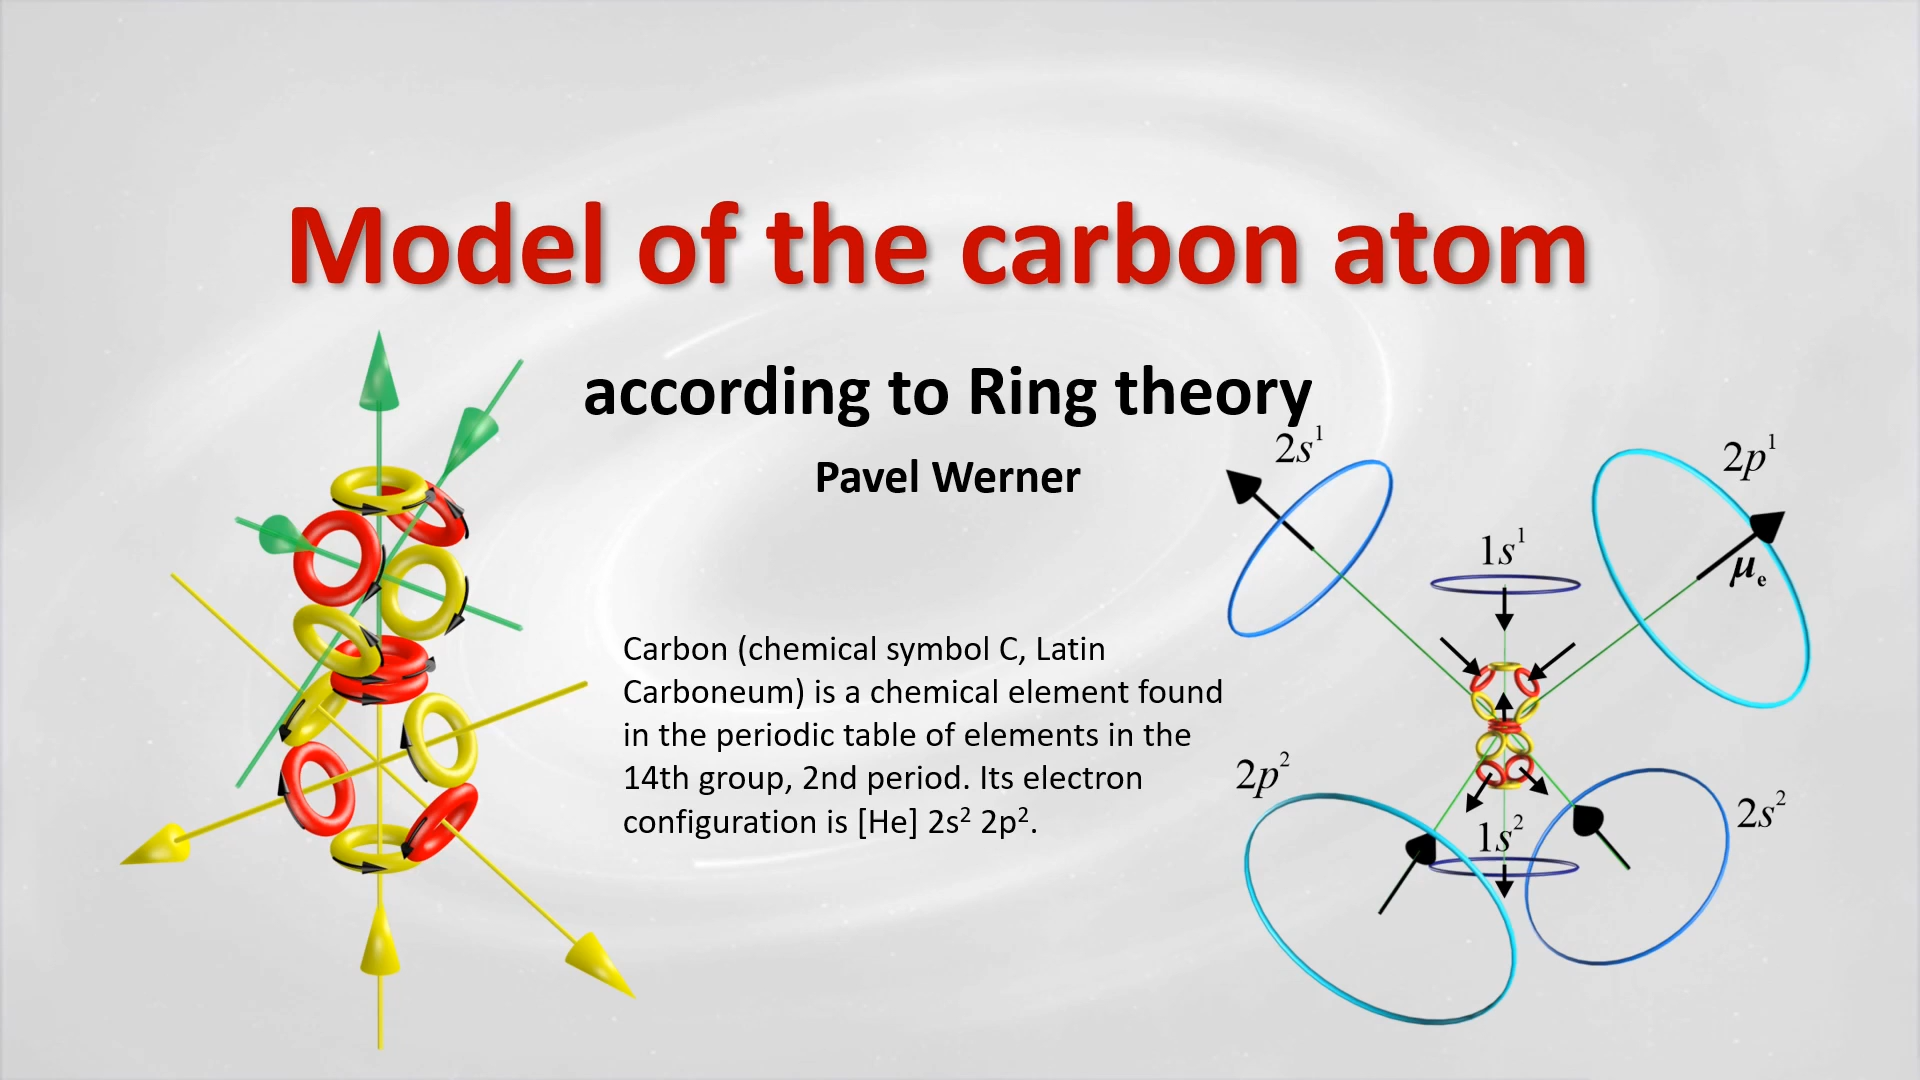 Model of the carbon atom
according to Ring theory
Pavel Werner
2s¹
2p¹
1s¹
μₑ
Carbon (chemical symbol C, Latin
Carboneum) is a chemical element found
in the periodic table of elements in the
14th group, 2nd period. Its electron
configuration is [He] 2s² 2p².
2p²
2s²
1s²